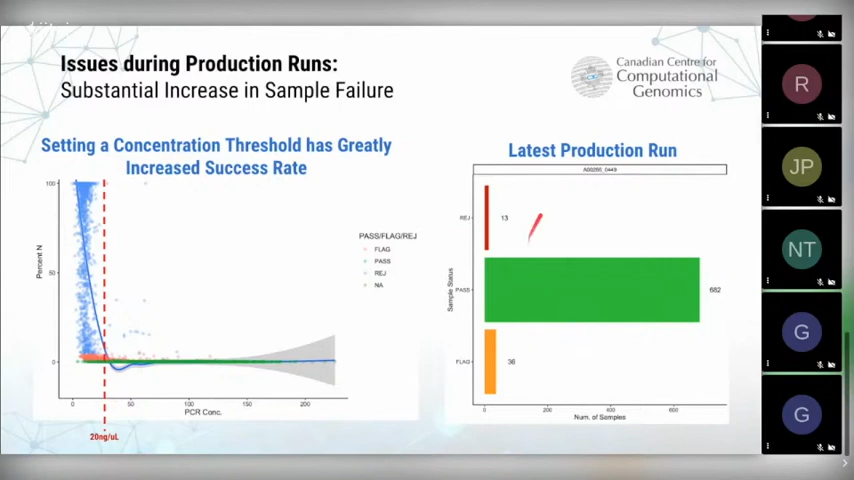 Issues during Production Runs:
Substantial Increase in Sample Failure
Canadian Centre for
Computational
Genomics
Setting a Concentration Threshold has Greatly
Increased Success Rate
Percent N
100
50
0
0
50
100
150
200
PCR Conc.
20ng/uL
PASS/FLAG/REJ
FLAG
PASS
REJ
NA
Latest Production Run
Sample Status
REJ
13
PASS
682
FLAG
36
0
200
400
600
Num. of Samples
R
JP
NT
G
G